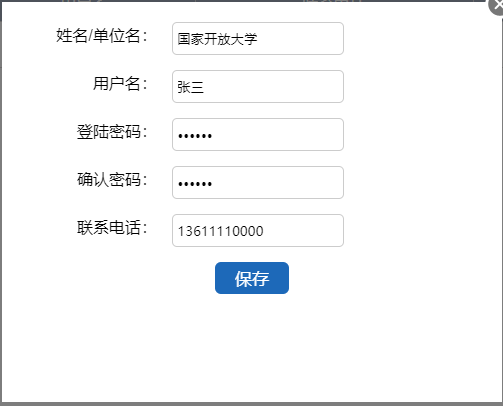 姓名/单位名： 国家开放大学
用户名： 张三
登陆密码： ••••••
确认密码： ••••••
联系电话： 13611110000
保存